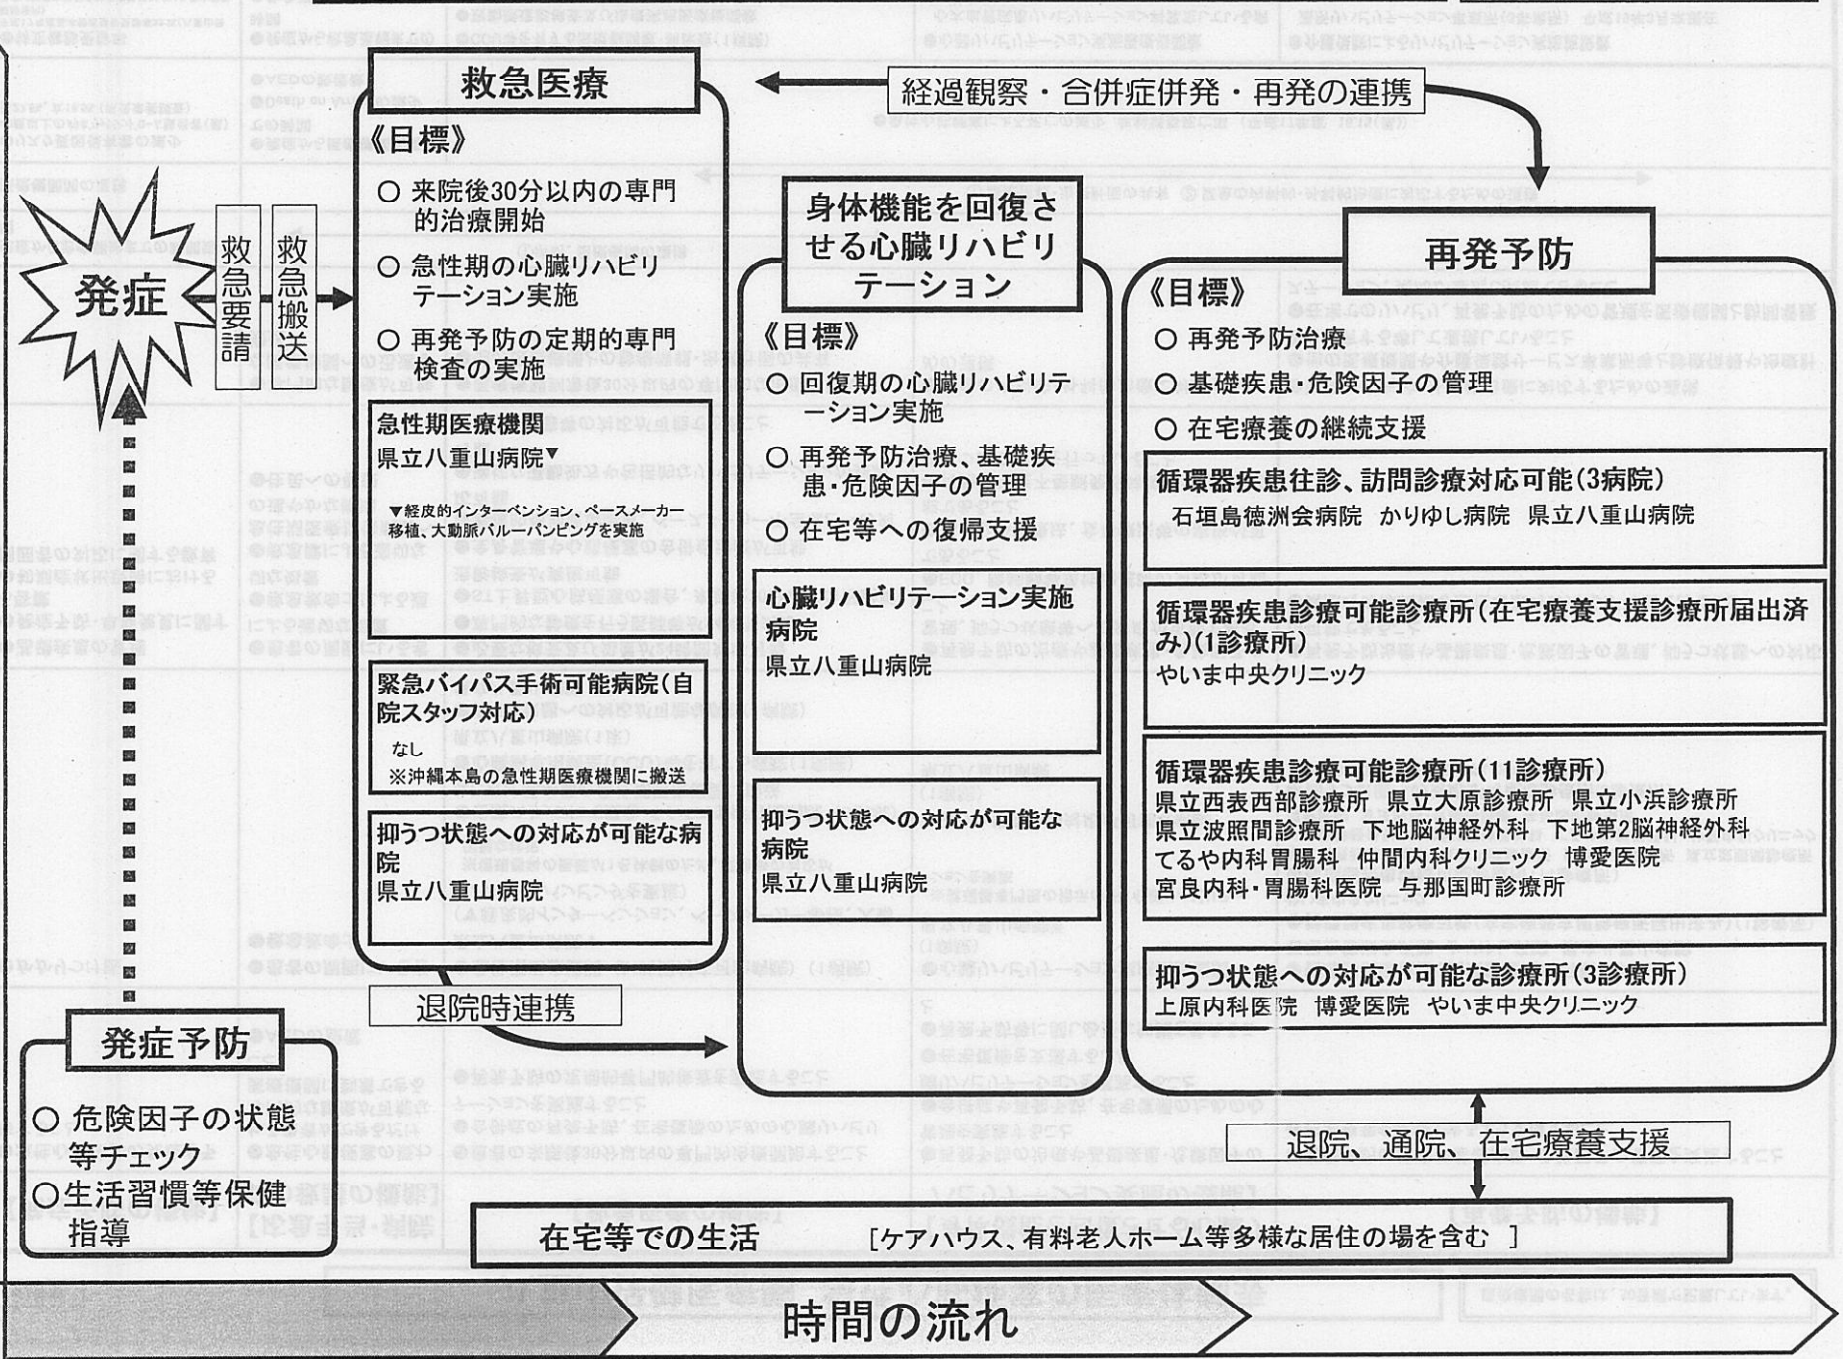 救急医療
《目標》
○ 来院後30分以内の専門
的治療開始
○ 急性期の心臓リハビリ
テーション実施
○ 再発予防の定期的専門
検査の実施
急性期医療機関
県立八重山病院▼
▼経皮的インターベンション、ペースメーカー
移植、大動脈バルーンパンピングを実施
緊急バイパス手術可能病院(自
院スタッフ対応)
なし
※沖縄本島の急性期医療機関に搬送
抑うつ状態への対応が可能な病
院
県立八重山病院
経過観察・合併症併発・再発の連携
発症
救急要請
救急搬送
身体機能を回復さ
せる心臓リハビリ
テーション
《目標》
○ 回復期の心臓リハビリテ
ーション実施
○ 再発予防治療、基礎疾
患・危険因子の管理
○ 在宅等への復帰支援
心臓リハビリテーション実施
病院
県立八重山病院
抑うつ状態への対応が可能な
病院
県立八重山病院
再発予防
《目標》
○ 再発予防治療
○ 基礎疾患・危険因子の管理
○ 在宅療養の継続支援
循環器疾患往診、訪問診療対応可能(3病院)
石垣島徳洲会病院 かりゆし病院 県立八重山病院
循環器疾患診療可能診療所(在宅療養支援診療所届出済
み)(1診療所)
やいま中央クリニック
循環器疾患診療可能診療所(11診療所)
県立西表西部診療所 県立大原診療所 県立小浜診療所
県立波照間診療所 下地脳神経外科 下地第2脳神経外科
てるや内科胃腸科 仲間内科クリニック 博愛医院
宮良内科・胃腸科医院 与那国町診療所
抑うつ状態への対応が可能な診療所(3診療所)
上原内科医院 博愛医院 やいま中央クリニック
退院時連携
発症予防
○ 危険因子の状態
等チェック
○生活習慣等保健
指導
退院、通院、在宅療養支援
在宅等での生活 [ケアハウス、有料老人ホーム等多様な居住の場を含む ]
時間の流れ